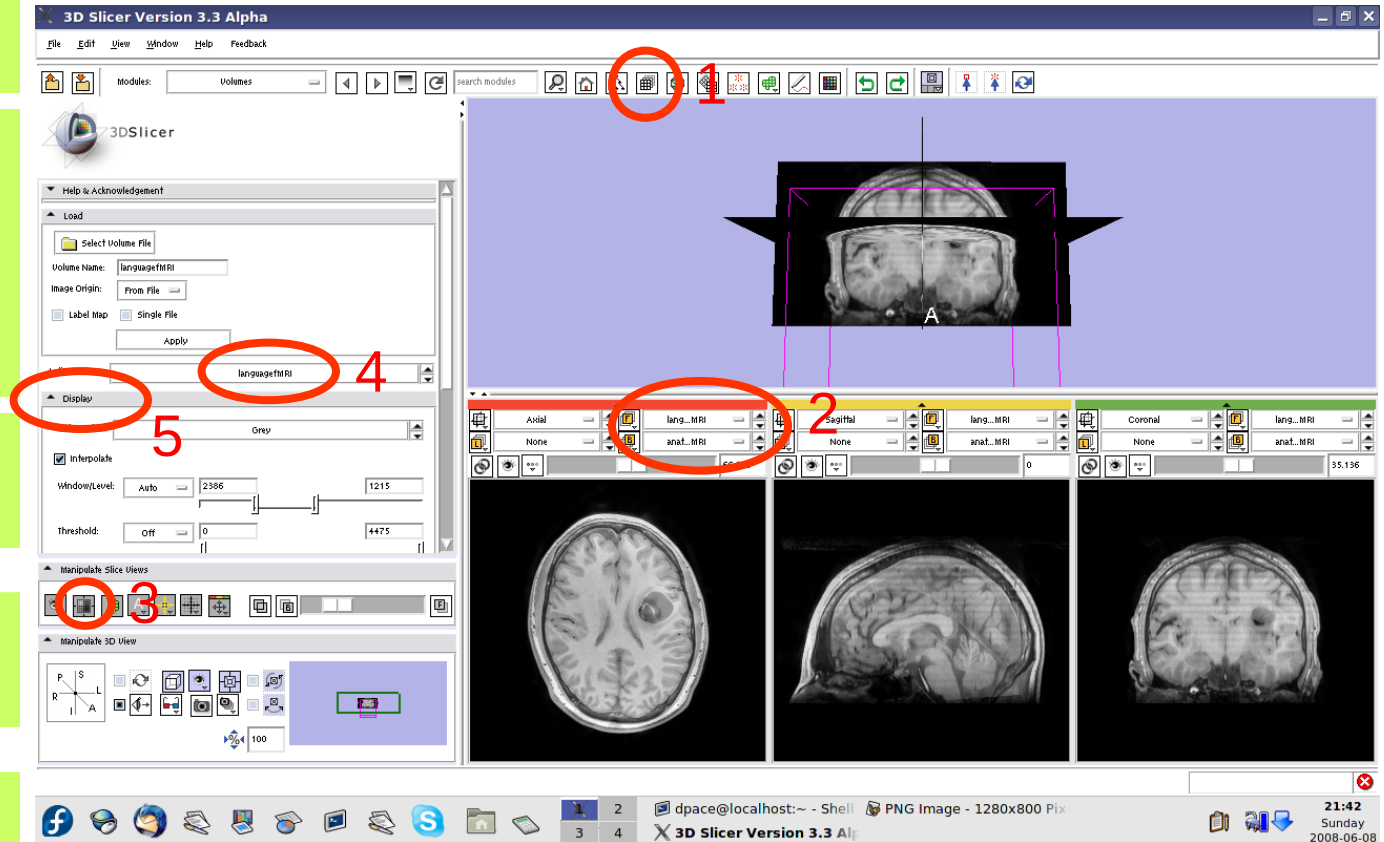 3D Slicer Version 3.3 Alpha
File Edit View Window Help Feedback
Modules: Volumes search modules
1
3DSlicer
Help & Acknowledgement
Load
Select Volume File
Volume Name: languagefMRI
Image Origin: From File
Label Map Single File
Apply
languagefMRI 4
Display
Grey
5
Interpolate
Window/Level: Auto 2386 1215
Threshold: Off 0 4475
Manipulate Slice Views
3
Manipulate 3D View
P S
R L
I A
100
A
2
Axial F lang...MRI Sagittal F lang...MRI Coronal F lang...MRI
L None B anat...MRI L None B anat...MRI L None B anat...MRI
0 35.136
1 2
3 4
dpace@localhost:~ - Shell PNG Image - 1280x800 Pix
3D Slicer Version 3.3 Alp
21:42
Sunday
2008-06-08